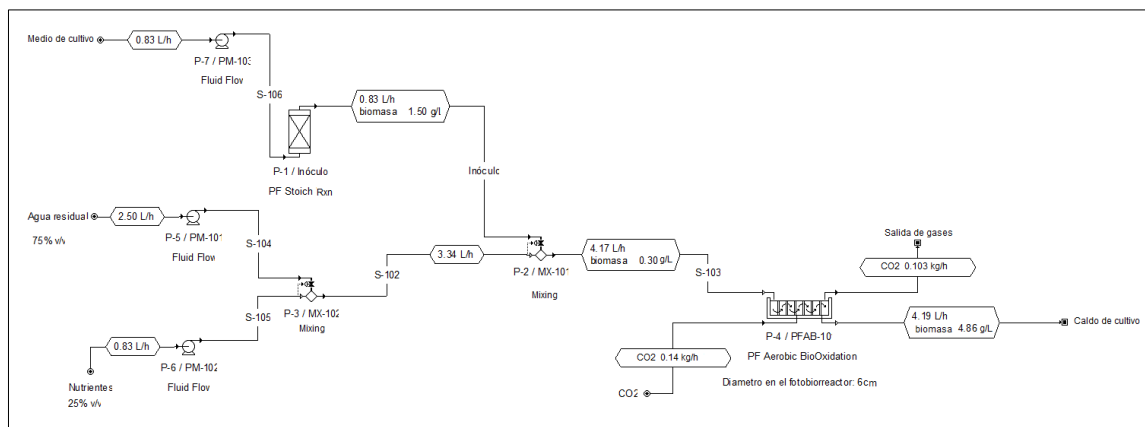 Medio de cultivo
0.83 L/h
P-7 / PM-103
Fluid Flow
S-106
0.83 L/h
biomasa 1.50 g/L
P-1 / Inóculo
PF Stoich Rxn
Inóculo
Agua residual
75% v/v
2.50 L/h
P-5 / PM-101
Fluid Flow
S-104
P-3 / MX-102
Mixing
S-105
0.83 L/h
P-6 / PM-102
Fluid Flow
Nutrientes
25% v/v
S-102
3.34 L/h
P-2 / MX-101
Mixing
4.17 L/h
biomasa 0.30 g/L
S-103
Salida de gases
CO2 0.103 kg/h
P-4 / PFAB-10
PF Aerobic BioOxidation
4.19 L/h
biomasa 4.86 g/L
Caldo de cultivo
CO2 0.14 kg/h
CO2
Diametro en el fotobiorreactor: 6cm